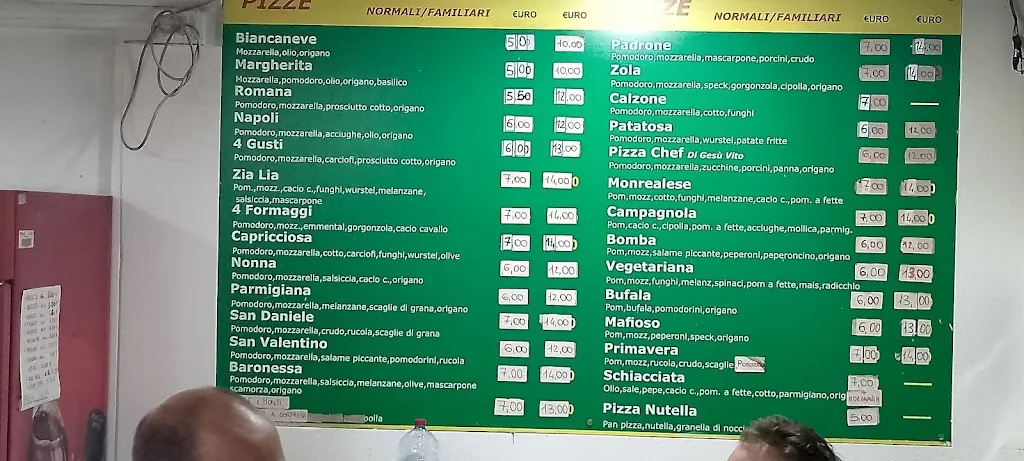 PIZZE NORMALI/FAMILIARI €URO €URO
Biancaneve 5,00 10,00
Mozzarella,olio,origano
Margherita 5,00 10,00
Mozzarella,pomodoro,olio,origano,basilico
Romana 5,50 12,00
Pomodoro,mozzarella,prosciutto cotto,origano
Napoli 6,00 12,00
Pomodoro,mozzarella,acciughe,olio,origano
4 Gusti 6,00 13,00
Pomodoro,mozzarella,carciofi,prosciutto cotto,origano
Zia Lia 7,00 14,00
Pom.,mozz.,cacio c.,funghi,wurstel,melanzane,
salsiccia,mascarpone
4 Formaggi 7,00 14,00
Pomodoro,mozz.,emmental,gorgonzola,cacio cavallo
Capricciosa 7,00 14,00
Pomodoro,mozzarella,cotto,carciofi,funghi,wurstel,olive
Nonna 6,00 12,00
Pomodoro,mozzarella,salsiccia,cacio c.,origano
Parmigiana 6,00 12,00
Pomodoro,mozzarella,melanzane,scaglie di grana,origano
San Daniele 7,00 14,00
Pomodoro,mozzarella,crudo,rucola,scaglie di grana
San Valentino 6,00 12,00
Pomodoro,mozzarella,salame piccante,pomodorini,rucola
Baronessa 7,00 14,00
Pomodoro,mozzarella,salsiccia,melanzane,olive,mascarpone
scamorza,origano
7,00 13,00
ZE NORMALI/FAMILIARI €URO €URO
Padrone 7,00 14,00
Pomodoro,mozzarella,mascarpone,porcini,crudo
Zola 7,00 14,00
Pomodoro,mozzarella,speck,gorgonzola,cipolla,origano
Calzone 7,00
Pomodoro,mozzarella,cotto,funghi
Patatosa 6,00 12,00
Pomodoro,mozzarella,wurstel,patate fritte
Pizza Chef Di Gesù Vito 6,00 12,00
Pomodoro,mozzarella,zucchine,porcini,panna,origano
Monrealese 7,00 14,00
Pom,mozz,cotto,funghi,melanzane,cacio c.,pom. a fette
Campagnola 7,00 14,00
Pom,cacio c.,cipolla,pom. a fette,acciughe,mollica,parmig.
Bomba 6,00 12,00
Pom,mozz,salame piccante,peperoni,peperoncino,origano
Vegetariana 6,00 13,00
Pom,mozz,funghi,melanz,spinaci,pom a fette,mais,radicchio
Bufala 6,00 13,00
Pom,bufala,pomodorini,origano
Mafioso 6,00 13,00
Pom,mozz,peperoni,speck,origano
Primavera 7,00 14,00
Pom,mozz,rucola,crudo,scaglie
Schiacciata 7,00
Olio,sale,pepe,cacio c.,pom. a fette,cotto,parmigiano,orig
Pizza Nutella 5,00
Pan pizza,nutella,granella di nocci